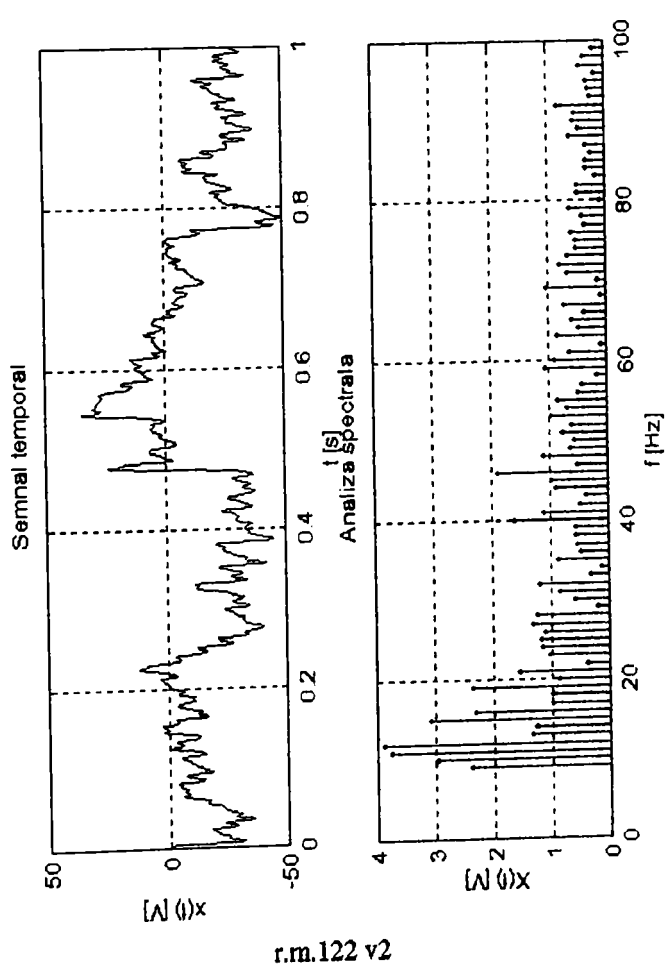 Semnal temporal
50
0
-50
x(t) [V]
0 0.2 0.4 0.6 0.8 1
t [s]
Analiza spectrala
4
3
2
1
0
X(f) [V]
0 20 40 60 80 100
f [Hz]
r.m.122 v2